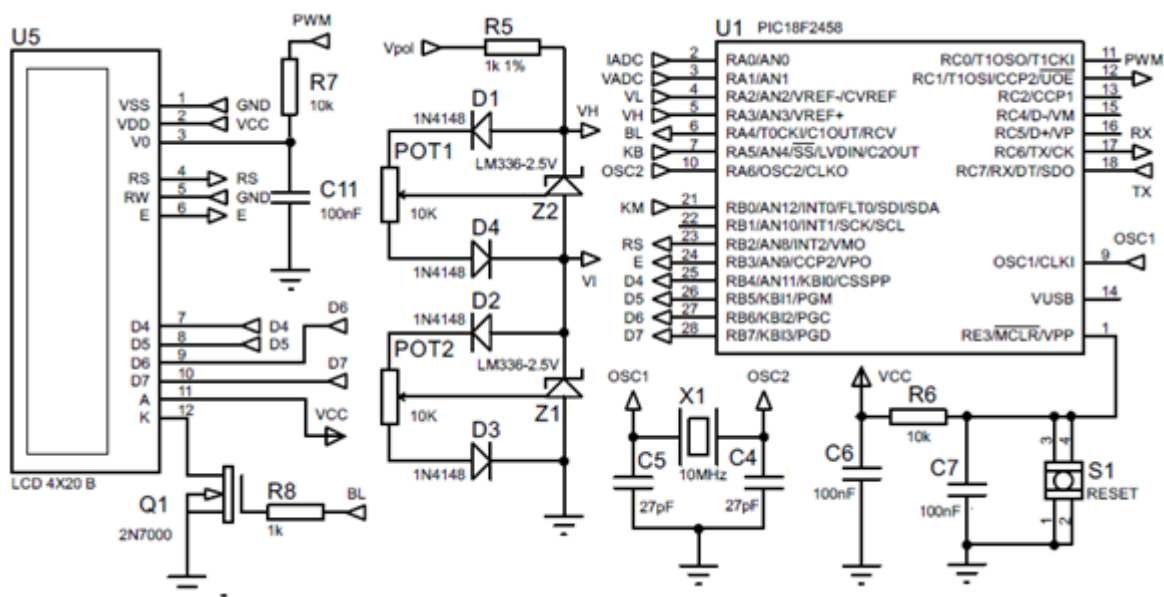 U5
VSS 1 GND
VDD 2 VCC
V0 3
RS 4 RS
RW 5 GND
E 6 E
D4 7 D4
D5 8 D5
D6 9 D6
D7 10 D7
A 11 VCC
K 12
LCD 4X20 B
PWM
R7
10k
C11
100nF
Q1
2N7000
R8
1k
BL
Vpol
R5
1k 1%
D1
1N4148
VH
POT1
10K
LM336-2.5V
Z2
D4
1N4148
VI
D2
1N4148
POT2
10K
LM336-2.5V
Z1
D3
1N4148
U1 PIC18F2458
IADC 2 RA0/AN0
VADC 3 RA1/AN1
VL 4 RA2/AN2/VREF-/CVREF
VH 5 RA3/AN3/VREF+
BL 6 RA4/T0CKI/C1OUT/RCV
KB 7 RA5/AN4/SS/LVDIN/C2OUT
OSC2 10 RA6/OSC2/CLKO
KM 21 RB0/AN12/INT0/FLT0/SDI/SDA
22 RB1/AN10/INT1/SCK/SCL
RS 23 RB2/AN8/INT2/VMO
E 24 RB3/AN9/CCP2/VPO
D4 25 RB4/AN11/KBI0/CSSPP
D5 26 RB5/KBI1/PGM
D6 27 RB6/KBI2/PGC
D7 28 RB7/KBI3/PGD
RC0/T1OSO/T1CKI 11 PWM
RC1/T1OSI/CCP2/UOE 12
RC2/CCP1 13
RC4/D-/VM 15
RC5/D+/VP 16 RX
RC6/TX/CK 17
RC7/RX/DT/SDO 18
TX
OSC1
OSC1/CLKI 9
VUSB 14
RE3/MCLR/VPP 1
OSC1
X1
OSC2
10MHz
C5
27pF
C4
27pF
VCC
R6
10k
C6
100nF
C7
100nF
3 4
S1
RESET
1 2